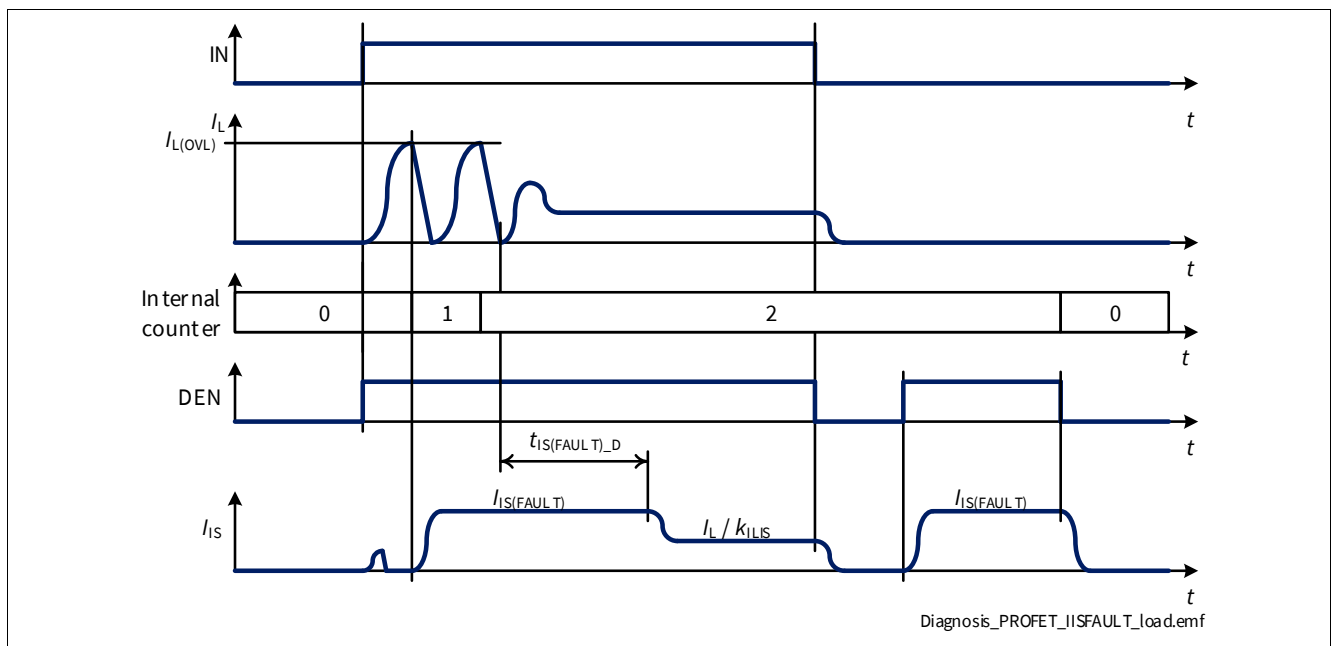 IN
t
I_L
I_L(OVL)
t
Internal
counter
0 1 2 0
t
DEN
t
t_IS(FAULT)_D
I_IS(FAULT) I_IS(FAULT)
I_IS
I_L / k_ILIS
t
Diagnosis_PROFET_IISFAULT_load.emf